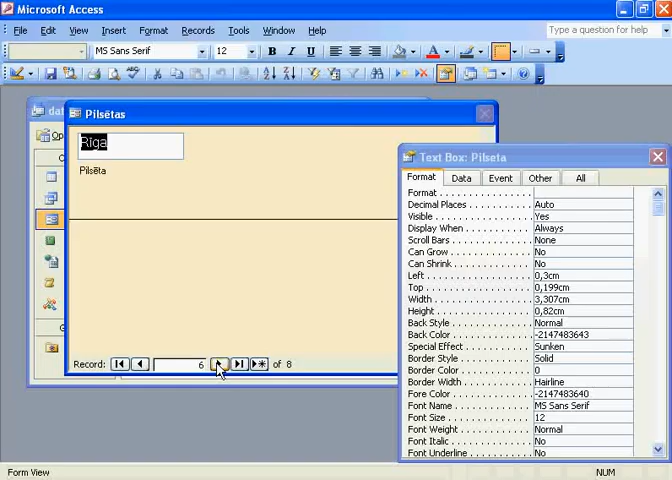 Microsoft Access
File Edit View Insert Format Records Tools Window Help Type a question for help
MS Sans Serif 12 B I U
Pilsētas
Rīga
Pilsēta
Record: 6 of 8
Text Box: Pilseta
Format Data Event Other All
Format
Decimal Places Auto
Visible Yes
Display When Always
Scroll Bars None
Can Grow No
Can Shrink No
Left 0,3cm
Top 0,199cm
Width 3,307cm
Height 0,82cm
Back Style Normal
Back Color -2147483643
Special Effect Sunken
Border Style Solid
Border Color 0
Border Width Hairline
Fore Color -2147483640
Font Name MS Sans Serif
Font Size 12
Font Weight Normal
Font Italic No
Font Underline No
Form View NUM